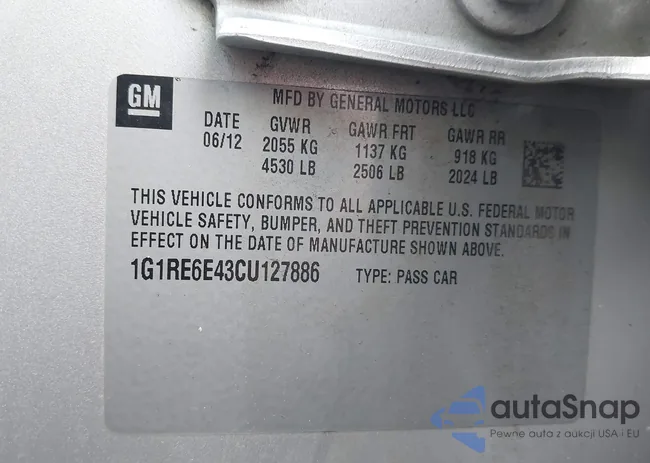 GM
MFD BY GENERAL MOTORS LLC
DATE GVWR GAWR FRT GAWR RR
06/12 2055 KG 1137 KG 918 KG
4530 LB 2506 LB 2024 LB
THIS VEHICLE CONFORMS TO ALL APPLICABLE U.S. FEDERAL MOTOR
VEHICLE SAFETY, BUMPER, AND THEFT PREVENTION STANDARDS IN
EFFECT ON THE DATE OF MANUFACTURE SHOWN ABOVE.
1G1RE6E43CU127886 TYPE: PASS CAR
autaSnap
Pewne auta z aukcji USA i EU